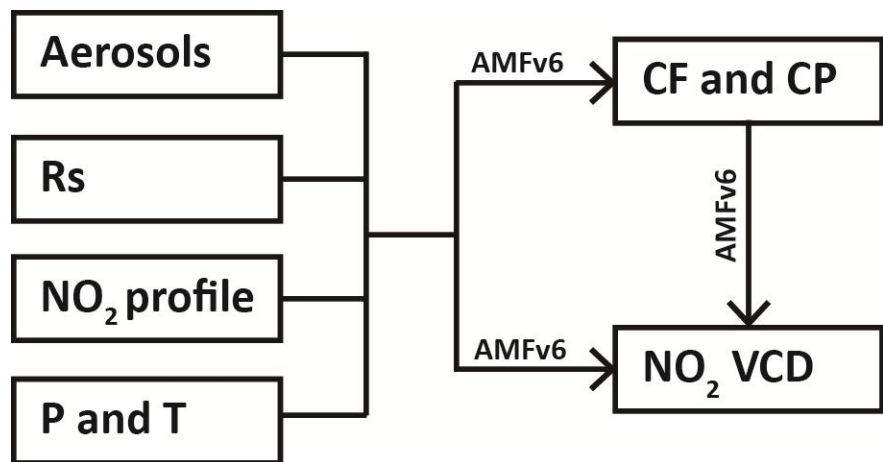 Aerosols
Rs
NO₂ profile
P and T
AMFv6
CF and CP
AMFv6
AMFv6
NO₂ VCD